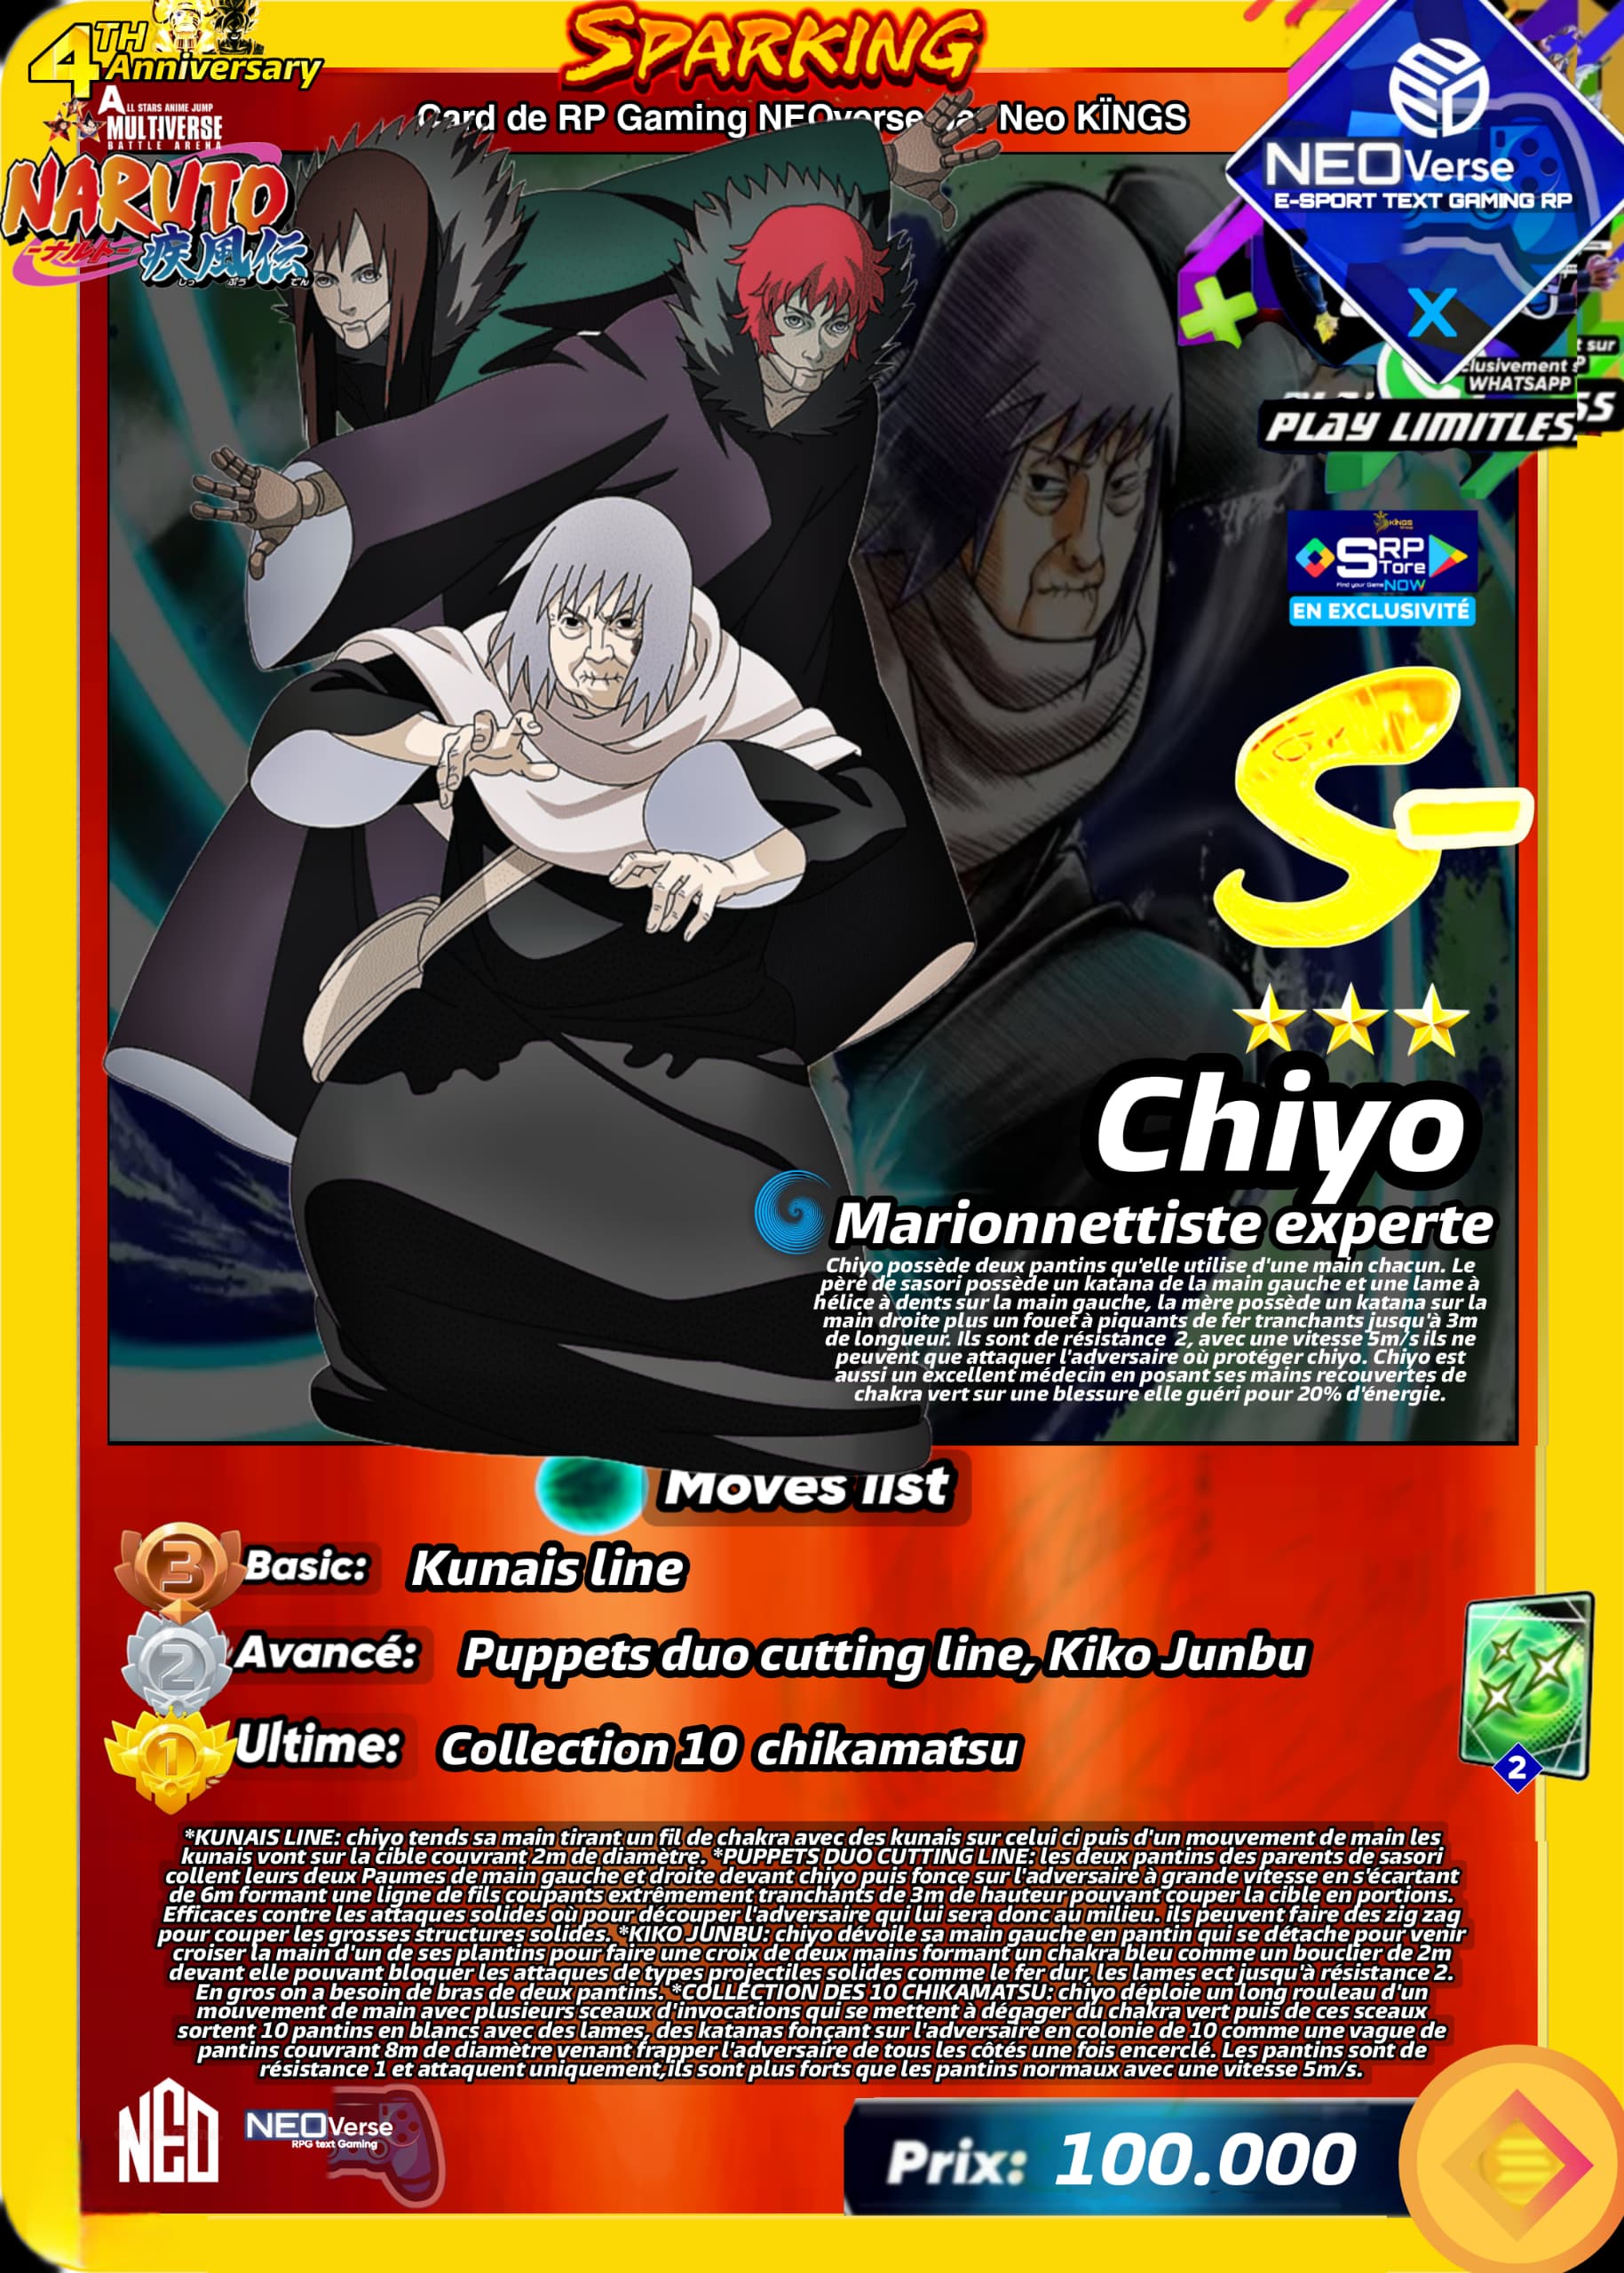 4TH
Anniversary
SPARKING
ALL STARS ANIME JUMP
MULTIVERSE
BATTLE ARENA
Card de RP Gaming NEOverse Neo KÏNGS
NARUTO
-ナルト-
疾風伝
しっ ぷう でん
NEOVerse
E-SPORT TEXT GAMING RP
X
WHATSAPP
PLAY LIMITLES
KINGS
SRP
Tore
Find your Game NOW
EN EXCLUSIVITÉ
S-
Chiyo
Marionnettiste experte
Chiyo possède deux pantins qu'elle utilise d'une main chacun. Le
père de sasori possède un katana de la main gauche et une lame à
hélice à dents sur la main gauche, la mère possède un katana sur la
main droite plus un fouet à piquants de fer tranchants jusqu'à 3m
de longueur. Ils sont de résistance 2, avec une vitesse 5m/s ils ne
peuvent que attaquer l'adversaire où protéger chiyo. Chiyo est
aussi un excellent médecin en posant ses mains recouvertes de
chakra vert sur une blessure elle guéri pour 20% d'énergie.
Moves list
3 Basic: Kunais line
2 Avancé: Puppets duo cutting line, Kiko Junbu
1 Ultime: Collection 10 chikamatsu
2
*KUNAIS LINE: chiyo tends sa main tirant un fil de chakra avec des kunais sur celui ci puis d'un mouvement de main les
kunais vont sur la cible couvrant 2m de diamètre. *PUPPETS DUO CUTTING LINE: les deux pantins des parents de sasori
collent leurs deux Paumes de main gauche et droite devant chiyo puis fonce sur l'adversaire à grande vitesse en s'écartant
de 6m formant une ligne de fils coupants extrêmement tranchants de 3m de hauteur pouvant couper la cible en portions.
Efficaces contre les attaques solides où pour découper l'adversaire qui lui sera donc au milieu. ils peuvent faire des zig zag
pour couper les grosses structures solides. *KIKO JUNBU: chiyo dévoile sa main gauche en pantin qui se détache pour venir
croiser la main d'un de ses plantins pour faire une croix de deux mains formant un chakra bleu comme un bouclier de 2m
devant elle pouvant bloquer les attaques de types projectiles solides comme le fer dur, les lames ect jusqu'à résistance 2.
En gros on a besoin de bras de deux pantins. *COLLECTION DES 10 CHIKAMATSU: chiyo déploie un long rouleau d'un
mouvement de main avec plusieurs sceaux d'invocations qui se mettent à dégager du chakra vert puis de ces sceaux
sortent 10 pantins en blancs avec des lames, des katanas fonçant sur l'adversaire en colonie de 10 comme une vague de
pantins couvrant 8m de diamètre venant frapper l'adversaire de tous les côtés une fois encerclé. Les pantins sont de
résistance 1 et attaquent uniquement,ils sont plus forts que les pantins normaux avec une vitesse 5m/s.
NEO
NEOVerse
RPG text Gaming
Prix: 100.000